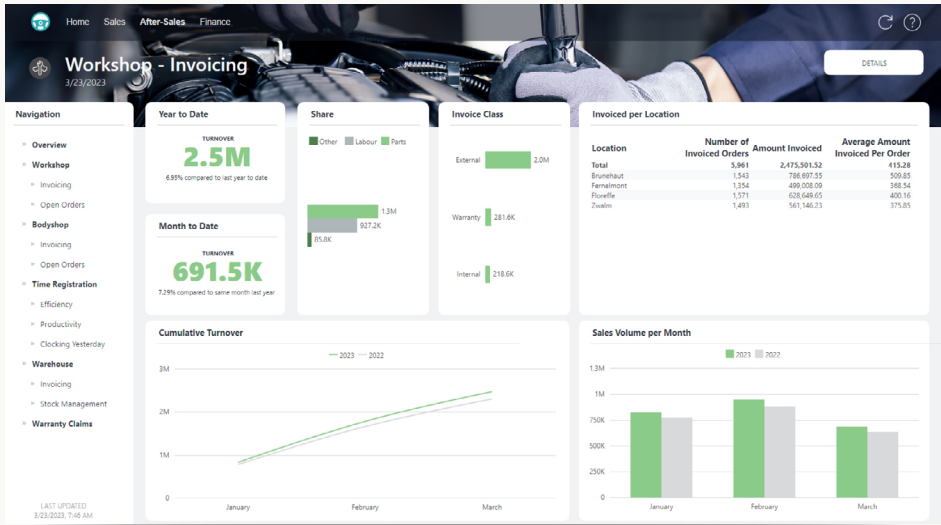 Home Sales After-Sales Finance
Workshop - Invoicing
3/23/2023
DETAILS
Navigation
Overview
Workshop
Invoicing
Open Orders
Bodyshop
Invoicing
Open Orders
Time Registration
Efficiency
Productivity
Clocking Yesterday
Warehouse
Invoicing
Stock Management
Warranty Claims
LAST UPDATED
3/23/2023, 7:46 AM
Year to Date
TURNOVER
2.5M
6.95% compared to last year to date
Month to Date
TURNOVER
691.5K
7.29% compared to same month last year
Share
Other Labour Parts
1.3M
927.2K
85.8K
Invoice Class
External 2.0M
Warranty 281.6K
Internal 218.6K
Invoiced per Location
Location Number of Invoiced Orders Amount Invoiced Average Amount Invoiced Per Order
Total 5,961 2,475,501.52 415.28
Brunehaut 1,543 786,697.55 509.85
Fernelmont 1,354 499,008.09 368.54
Floreffe 1,571 628,649.65 400.16
Zwalm 1,493 561,146.23 375.85
Cumulative Turnover
2023 2022
3M
2M
1M
0
January February March
Sales Volume per Month
2023 2022
1.3M
1M
750K
500K
250K
0
January February March